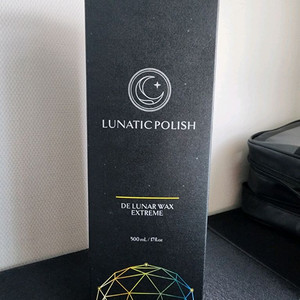 LUNATIC POLISH
DE LUNAR WAX
EXTREME
500 mL / 17fl oz